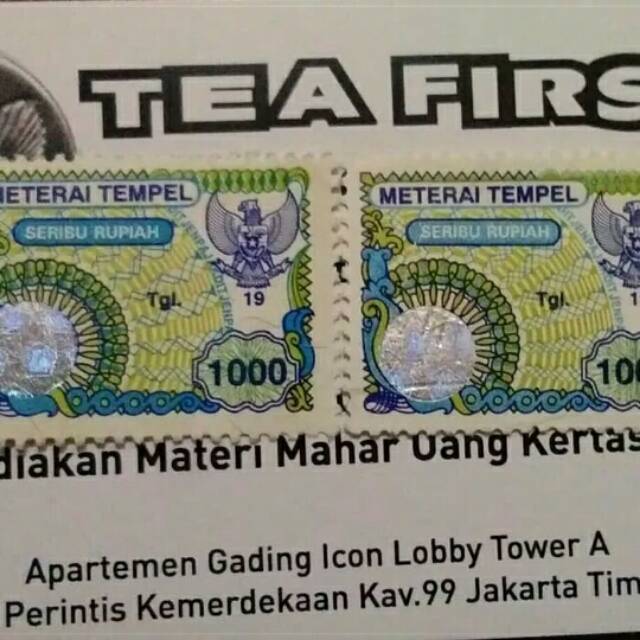 TEA FIRS
METERAI TEMPEL
SERIBU RUPIAH
Tgl.
19
1000
METERAI TEMPEL
SERIBU RUPIAH
Tgl.
diakan Materi Mahar Uang Kertas
Apartemen Gading Icon Lobby Tower A
Perintis Kemerdekaan Kav.99 Jakarta Tim